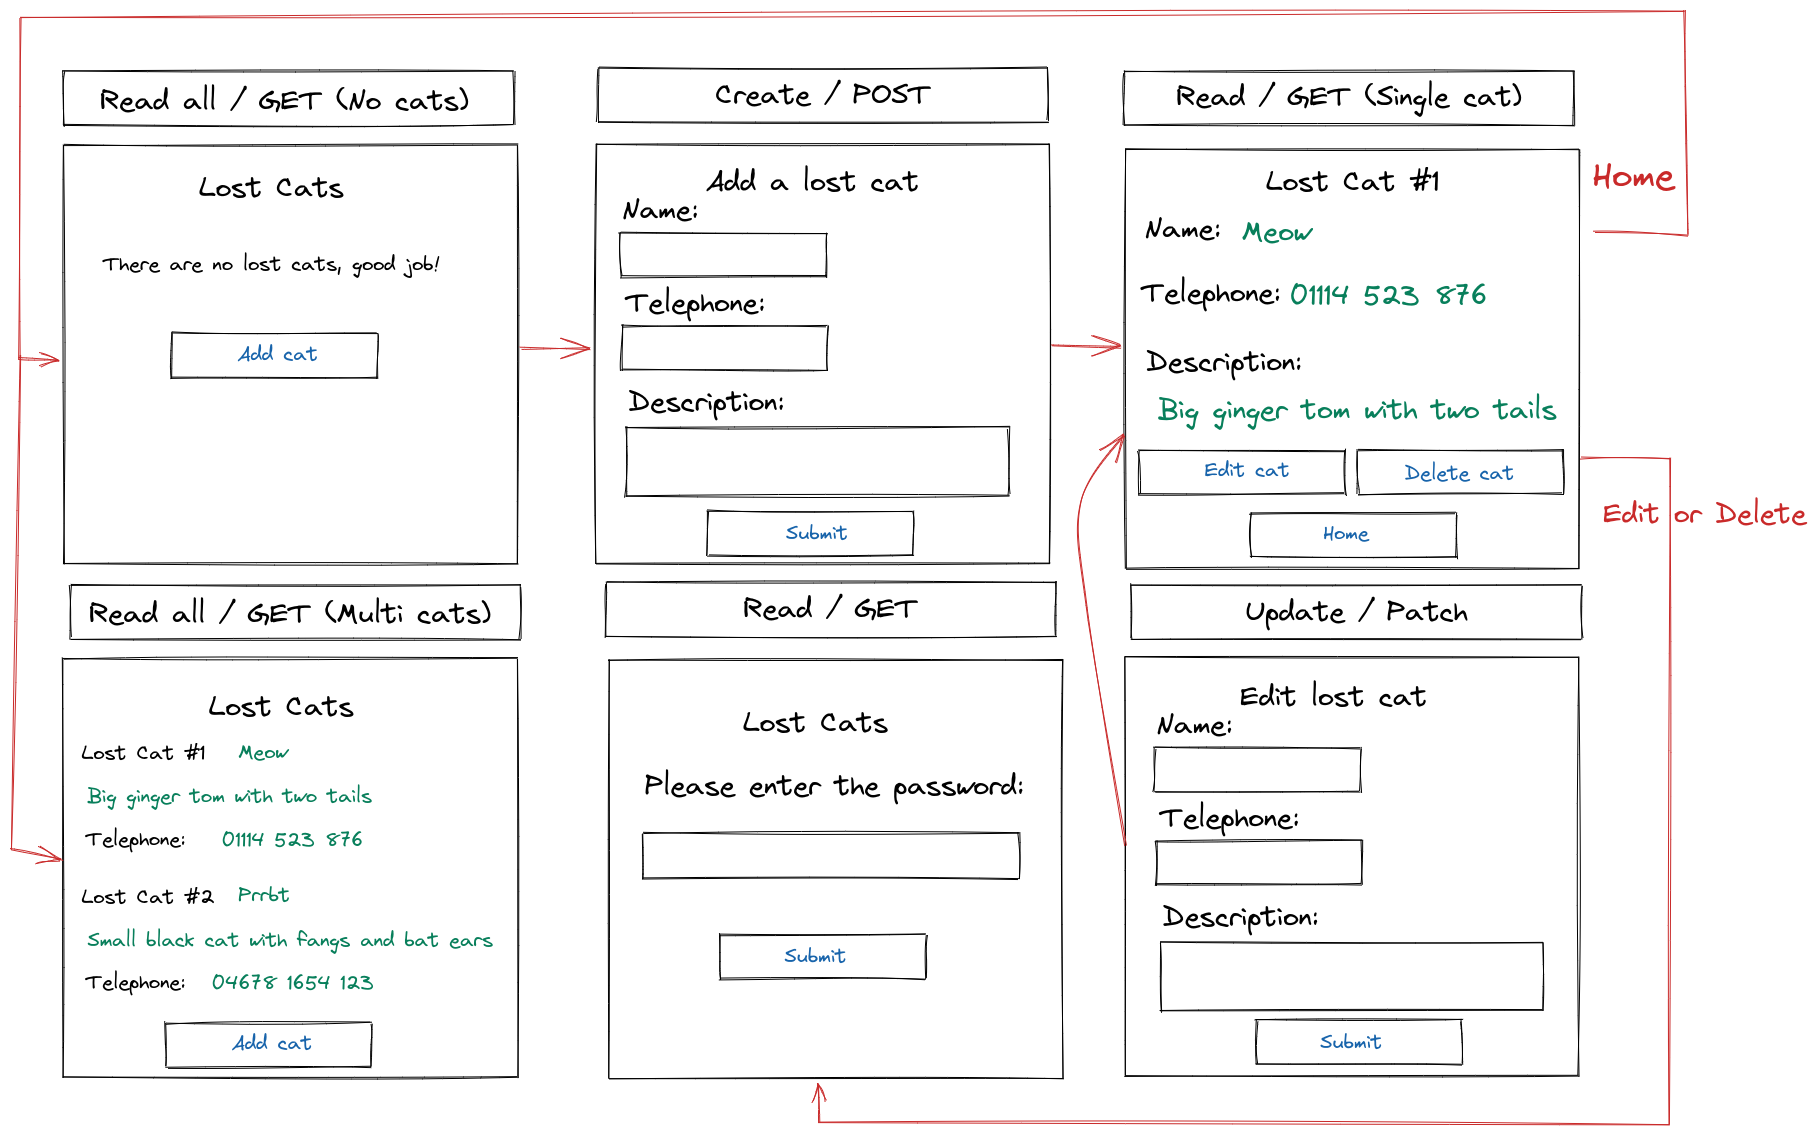 Read all / GET (No cats)
Lost Cats
There are no lost cats, good job!
Add cat
Create / POST
Add a lost cat
Name:
Telephone:
Description:
Submit
Read / GET (Single cat)
Lost Cat #1
Name: Meow
Telephone: 01114 523 876
Description:
Big ginger tom with two tails
Edit cat
Delete cat
Home
Home
Edit or Delete
Read all / GET (Multi cats)
Lost Cats
Lost Cat #1 Meow
Big ginger tom with two tails
Telephone: 01114 523 876
Lost Cat #2 Prrbt
Small black cat with fangs and bat ears
Telephone: 04678 1654 123
Add cat
Read / GET
Lost Cats
Please enter the password:
Submit
Update / Patch
Edit lost cat
Name:
Telephone:
Description:
Submit